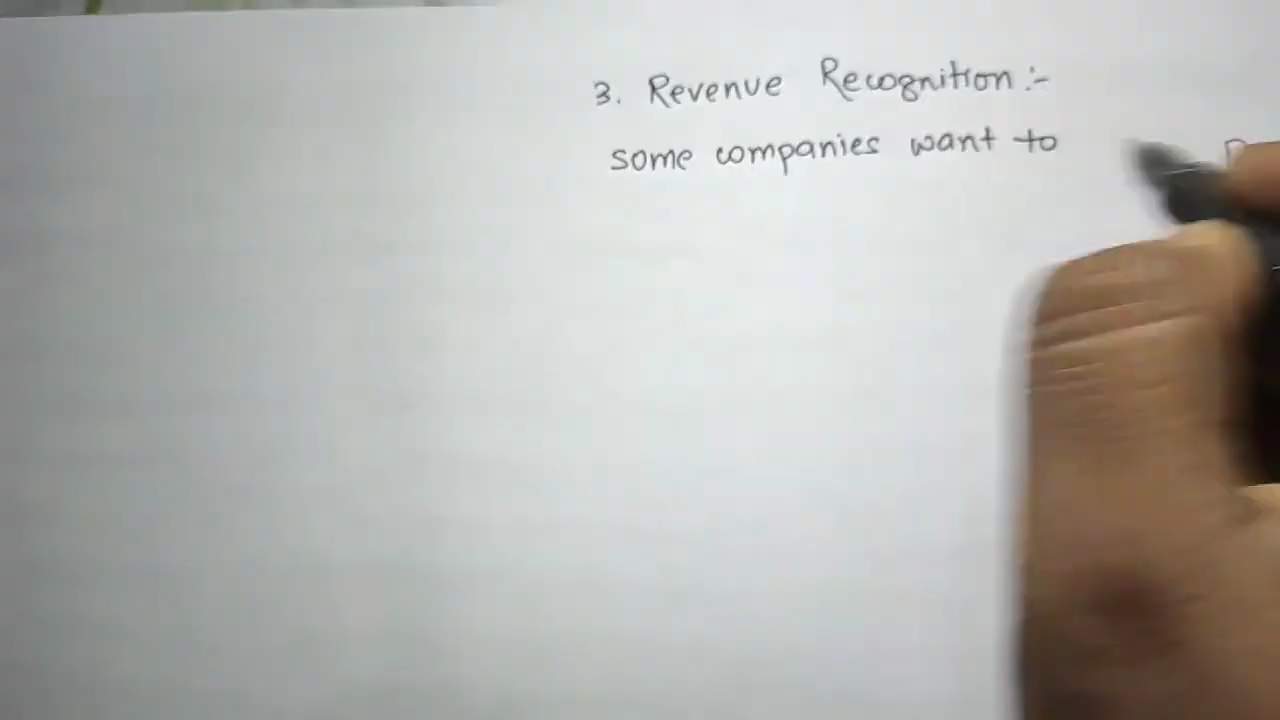 3. Revenue Recognition :-
some companies want to